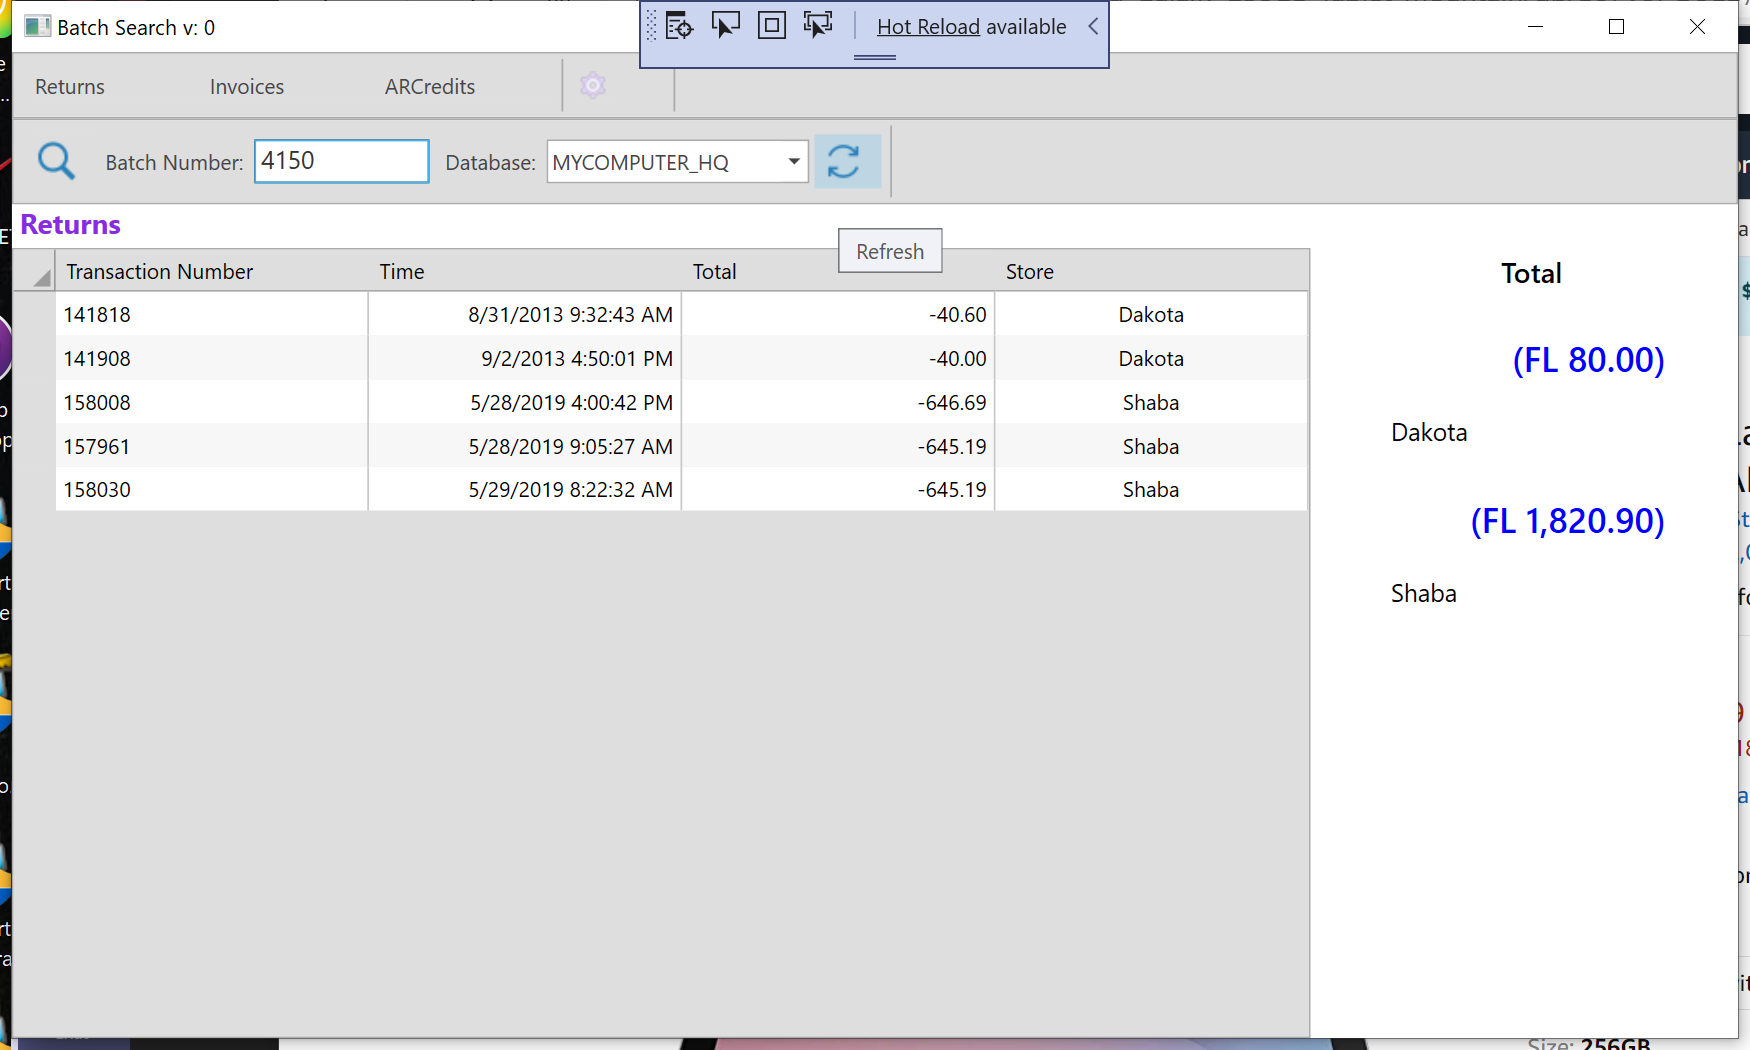 Batch Search v: 0
Hot Reload available
Returns Invoices ARCredits
Batch Number: 4150 Database: MYCOMPUTER_HQ
Returns
Refresh
Transaction Number Time Total Store
141818 8/31/2013 9:32:43 AM -40.60 Dakota
141908 9/2/2013 4:50:01 PM -40.00 Dakota
158008 5/28/2019 4:00:42 PM -646.69 Shaba
157961 5/28/2019 9:05:27 AM -645.19 Shaba
158030 5/29/2019 8:22:32 AM -645.19 Shaba
Total
(FL 80.00)
Dakota
(FL 1,820.90)
Shaba
Size: 256GB